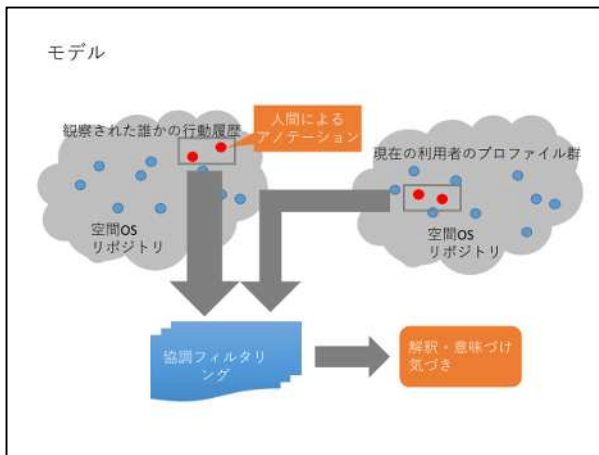 モデル
観察された誰かの行動履歴
人間による
アノテーション
現在の利用者のプロファイル群
空間OS
リポジトリ
空間OS
リポジトリ
協調フィルタリ
ング
解釈・意味づけ
気づき